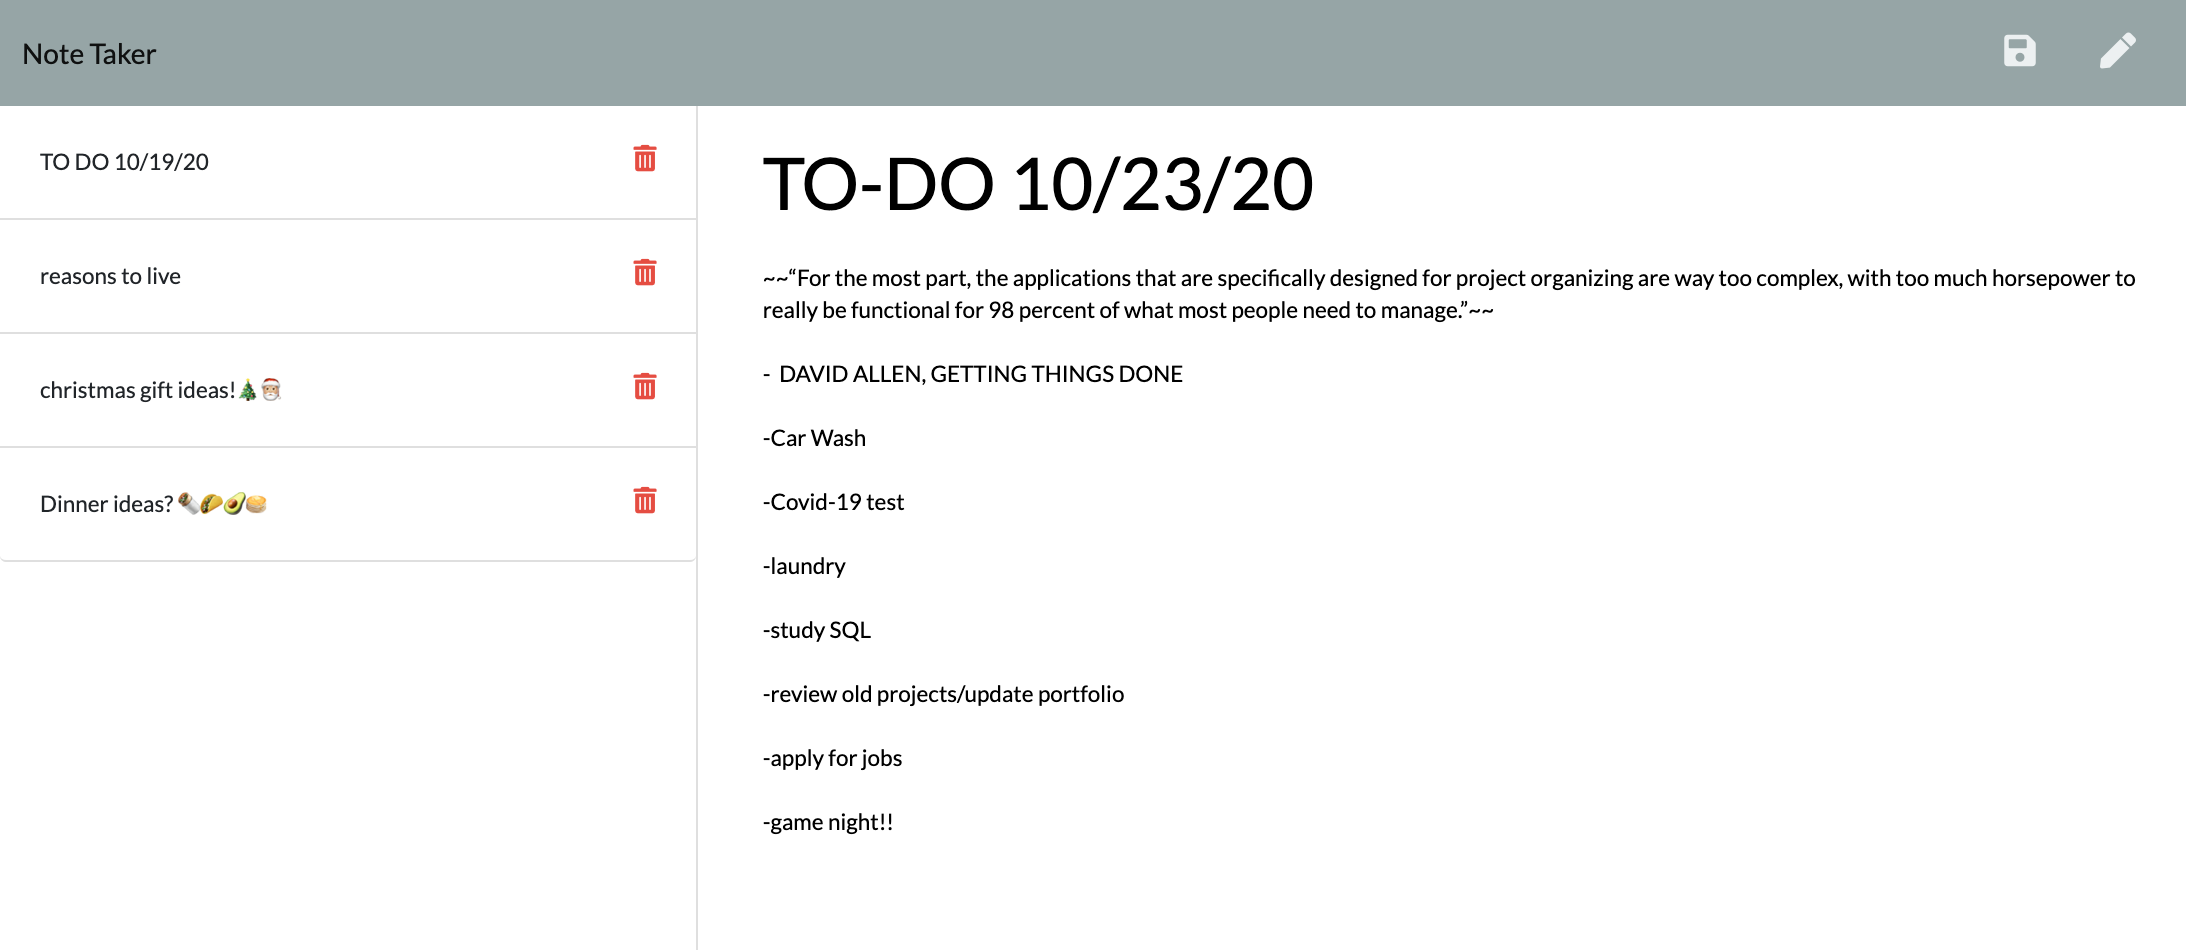 Note Taker
TO DO 10/19/20
reasons to live
christmas gift ideas!🎄🎅🏼
Dinner ideas? 🌯🌮🥑🥞
TO-DO 10/23/20
~~“For the most part, the applications that are specifically designed for project organizing are way too complex, with too much horsepower to
really be functional for 98 percent of what most people need to manage.”~~
-  DAVID ALLEN, GETTING THINGS DONE
-Car Wash
-Covid-19 test
-laundry
-study SQL
-review old projects/update portfolio
-apply for jobs
-game night!!